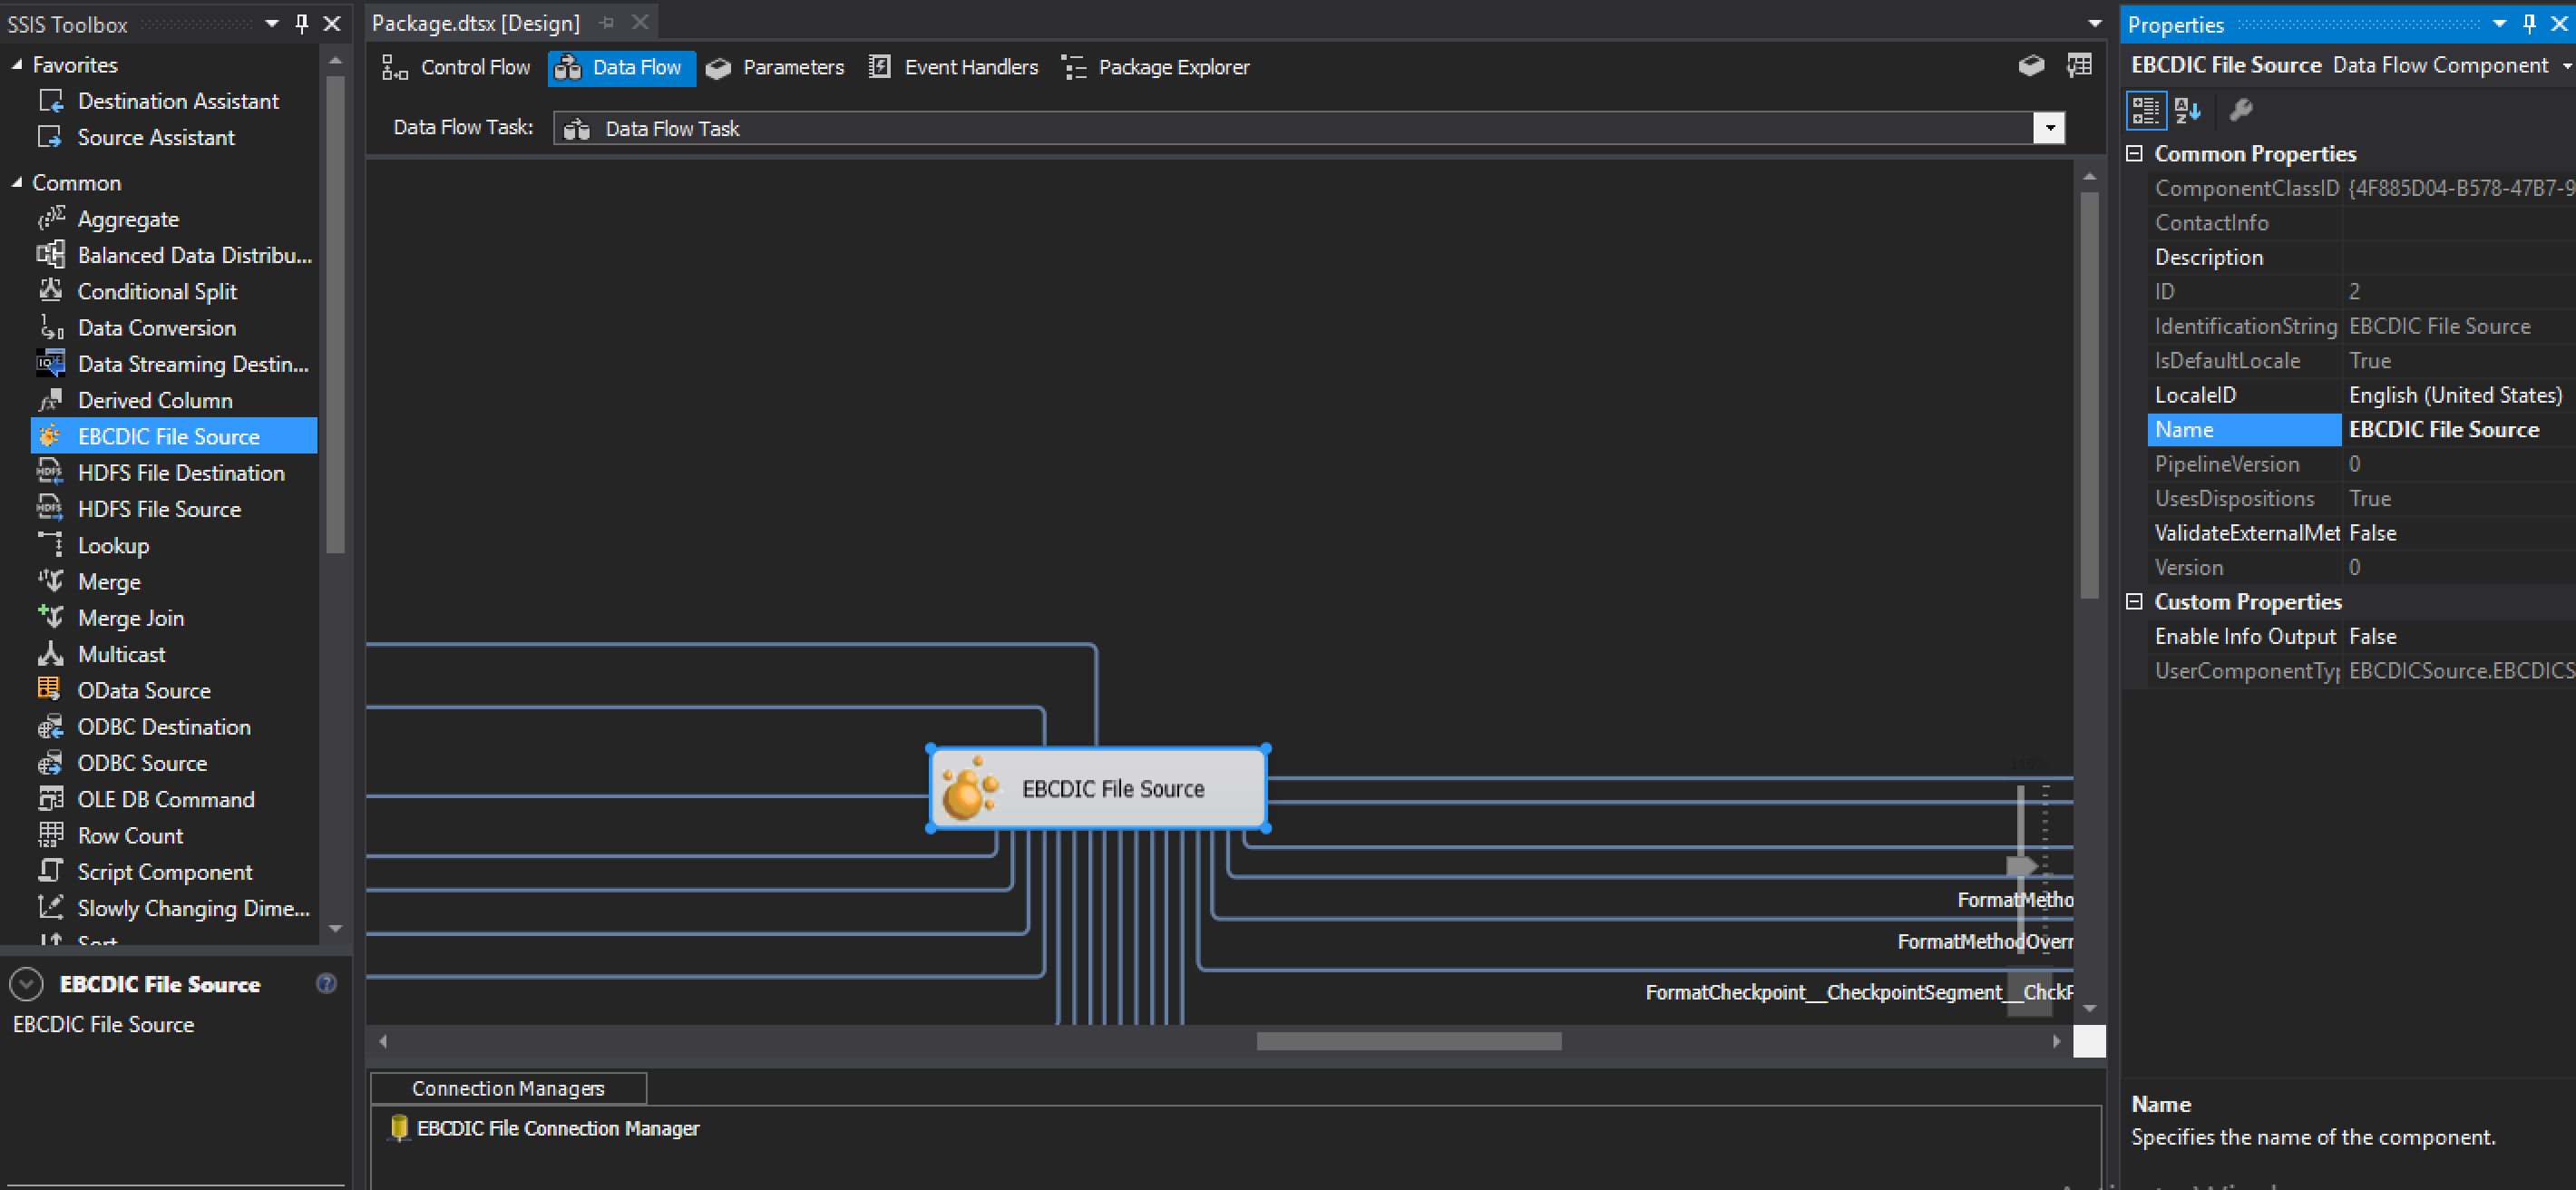 SSIS Toolbox
Favorites
Destination Assistant
Source Assistant
Common
Aggregate
Balanced Data Distribu...
Conditional Split
Data Conversion
Data Streaming Destin...
Derived Column
EBCDIC File Source
HDFS File Destination
HDFS File Source
Lookup
Merge
Merge Join
Multicast
OData Source
ODBC Destination
ODBC Source
OLE DB Command
Row Count
Script Component
Slowly Changing Dime...
Sort
EBCDIC File Source
EBCDIC File Source
Package.dtsx [Design]
Control Flow
Data Flow
Parameters
Event Handlers
Package Explorer
Data Flow Task:
Data Flow Task
EBCDIC File Source
FormatMetho
FormatMethodOverr
FormatCheckpoint__CheckpointSegment__ChckF
Connection Managers
EBCDIC File Connection Manager
Properties
EBCDIC File Source Data Flow Component
Common Properties
ComponentClassID {4F885D04-B578-47B7-9
ContactInfo
Description
ID 2
IdentificationString EBCDIC File Source
IsDefaultLocale True
LocaleID English (United States)
Name EBCDIC File Source
PipelineVersion 0
UsesDispositions True
ValidateExternalMet False
Version 0
Custom Properties
Enable Info Output False
UserComponentTyp EBCDICSource.EBCDICS
Name
Specifies the name of the component.